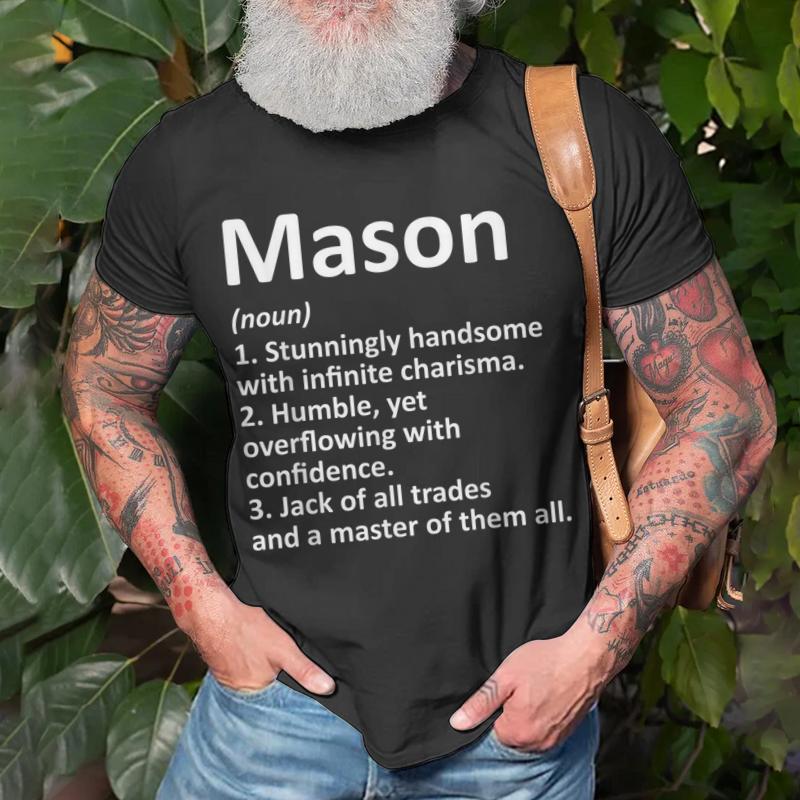 Mason
(noun)
1. Stunningly handsome
with infinite charisma.
2. Humble, yet
overflowing with
confidence.
3. Jack of all trades
and a master of them all.